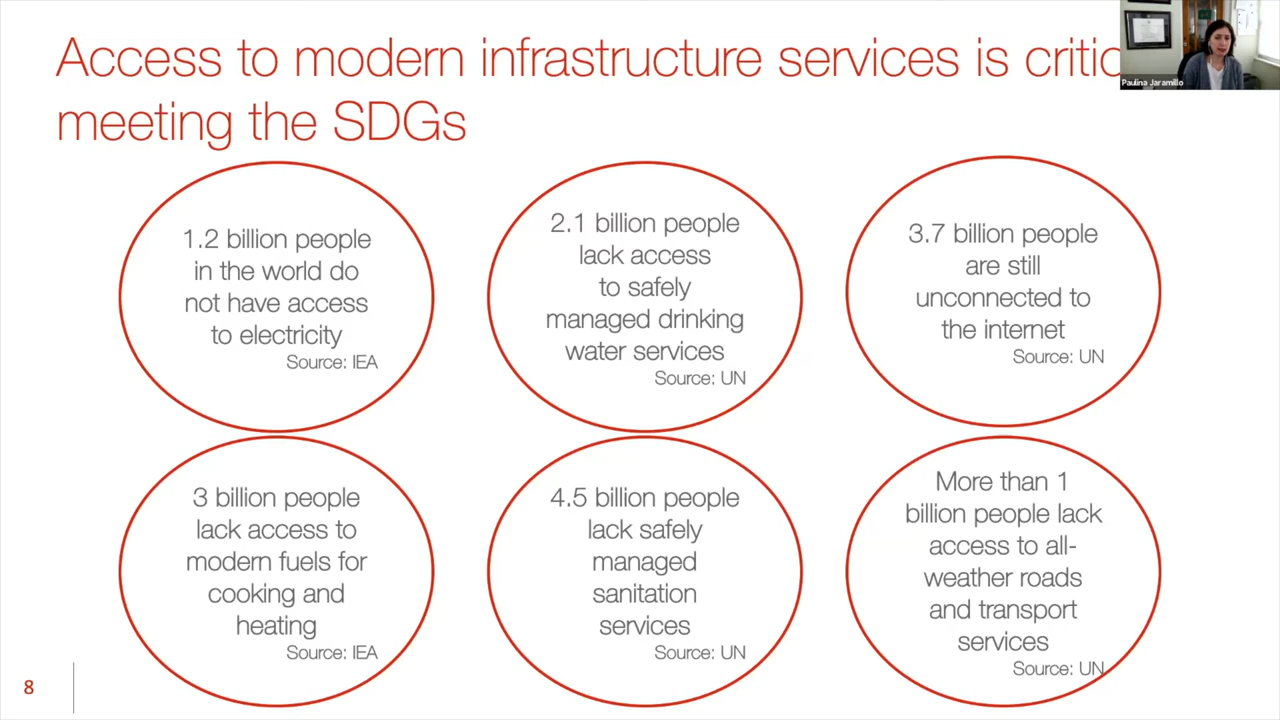 Access to modern infrastructure services is critic
meeting the SDGs
Paulina Jaramillo
1.2 billion people
in the world do
not have access
to electricity
Source: IEA
2.1 billion people
lack access
to safely
managed drinking
water services
Source: UN
3.7 billion people
are still
unconnected to
the internet
Source: UN
3 billion people
lack access to
modern fuels for
cooking and
heating
Source: IEA
4.5 billion people
lack safely
managed
sanitation
services
Source: UN
More than 1
billion people lack
access to all-
weather roads
and transport
services
Source: UN
8